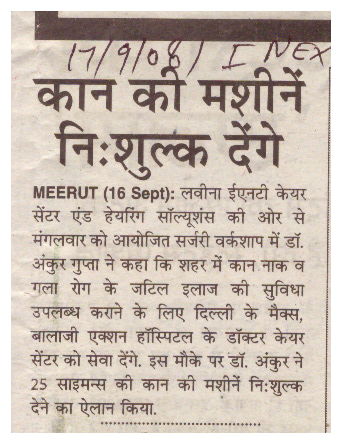 17/9/08/ I NEX
कान की मशीनें
नि:शुल्क देंगे
MEERUT (16 Sept): लवीना ईएनटी केयर
सेंटर एंड हेयरिंग सॉल्यूशंस की ओर से
मंगलवार को आयोजित सर्जरी वर्कशाप में डॉ.
अंकुर गुप्ता ने कहा कि शहर में कान नाक व
गला रोग के जटिल इलाज की सुविधा
उपलब्ध कराने के लिए दिल्ली के मैक्स,
बालाजी एक्शन हॉस्पिटल के डॉक्टर केयर
सेंटर को सेवा देंगे. इस मौके पर डॉ. अंकुर ने
25 साइमन्स की कान की मशीनें नि:शुल्क
देने का ऐलान किया.